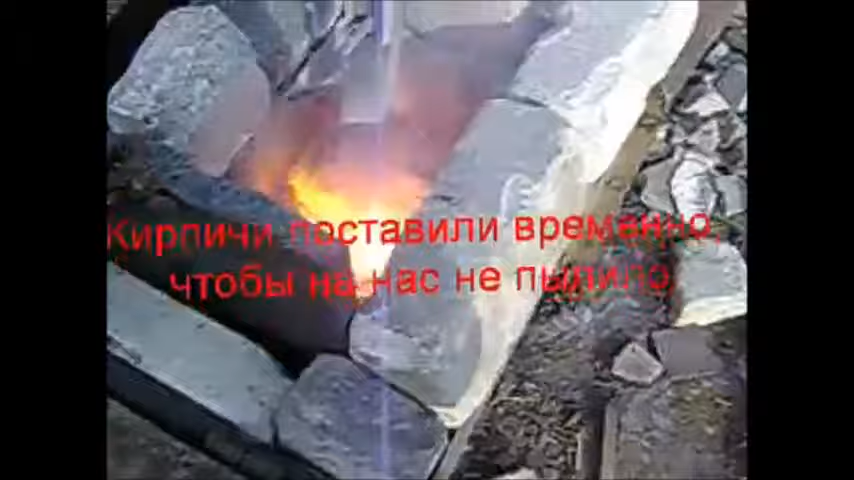 Кирпичи поставили временно,
чтобы на нас не пылило.